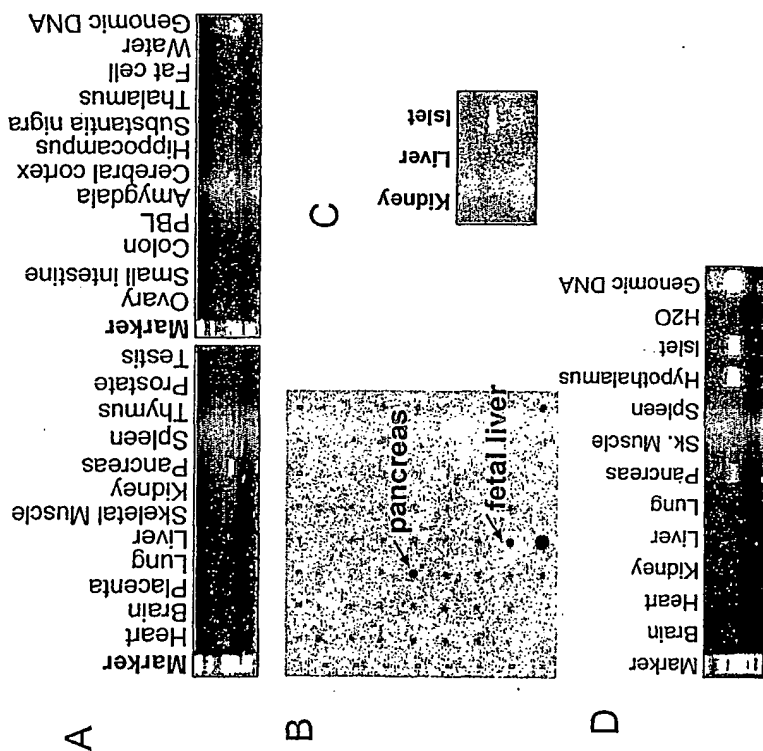 A
Marker
Heart
Brain
Placenta
Lung
Liver
Skeletal Muscle
Kidney
Pancreas
Spleen
Thymus
Prostate
Testis
Marker
Ovary
Small intestine
Colon
PBL
Amygdala
Cerebral cortex
Hippocampus
Substantia nigra
Thalamus
Fat cell
Water
Genomic DNA
B
pancreas
fetal liver
C
Kidney
Liver
Islet
D
Marker
Brain
Heart
Kidney
Liver
Lung
Pancreas
Sk. Muscle
Spleen
Hypothalamus
Islet
H2O
Genomic DNA